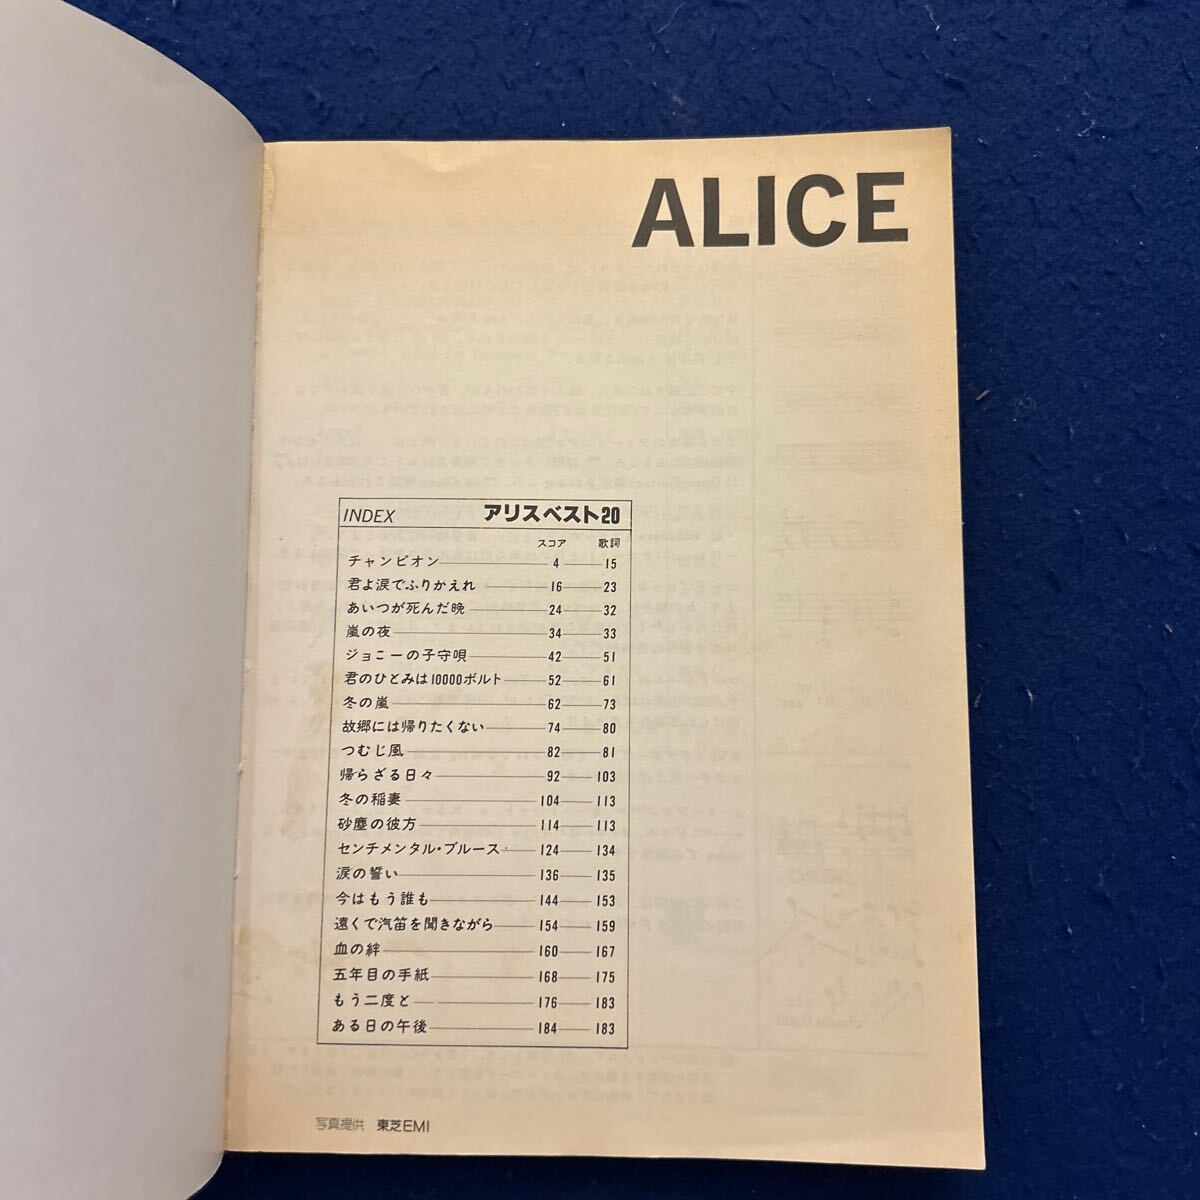 ALICE
INDEX アリスベスト20
スコア 歌詞
チャンピオン 4 15
君よ涙でふりかえれ 16 23
あいつが死んだ晩 24 32
嵐の夜 34 33
ジョニーの子守唄 42 51
君のひとみは10000ボルト 52 61
冬の嵐 62 73
故郷には帰りたくない 74 80
つむじ風 82 81
帰らざる日々 92 103
冬の稲妻 104 113
砂塵の彼方 114 113
センチメンタル・ブルース 124 134
涙の誓い 136 135
今はもう誰も 144 153
遠くで汽笛を聞きながら 154 159
血の絆 160 167
五年目の手紙 168 175
もう二度と 176 183
ある日の午後 184 183
写真提供 東芝EMI